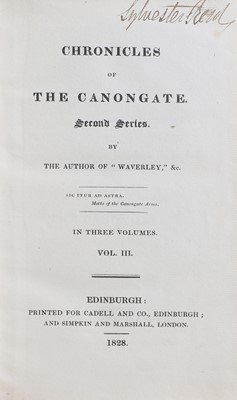 Sylvester Reed
CHRONICLES
OF
THE CANONGATE.
Second Series.
BY
THE AUTHOR OF "WAVERLEY," &c.
SIC ITUR AD ASTRA.
Motto of the Canongate Arms.
IN THREE VOLUMES.
VOL. III.
EDINBURGH:
PRINTED FOR CADELL AND CO., EDINBURGH;
AND SIMPKIN AND MARSHALL, LONDON.
1828.